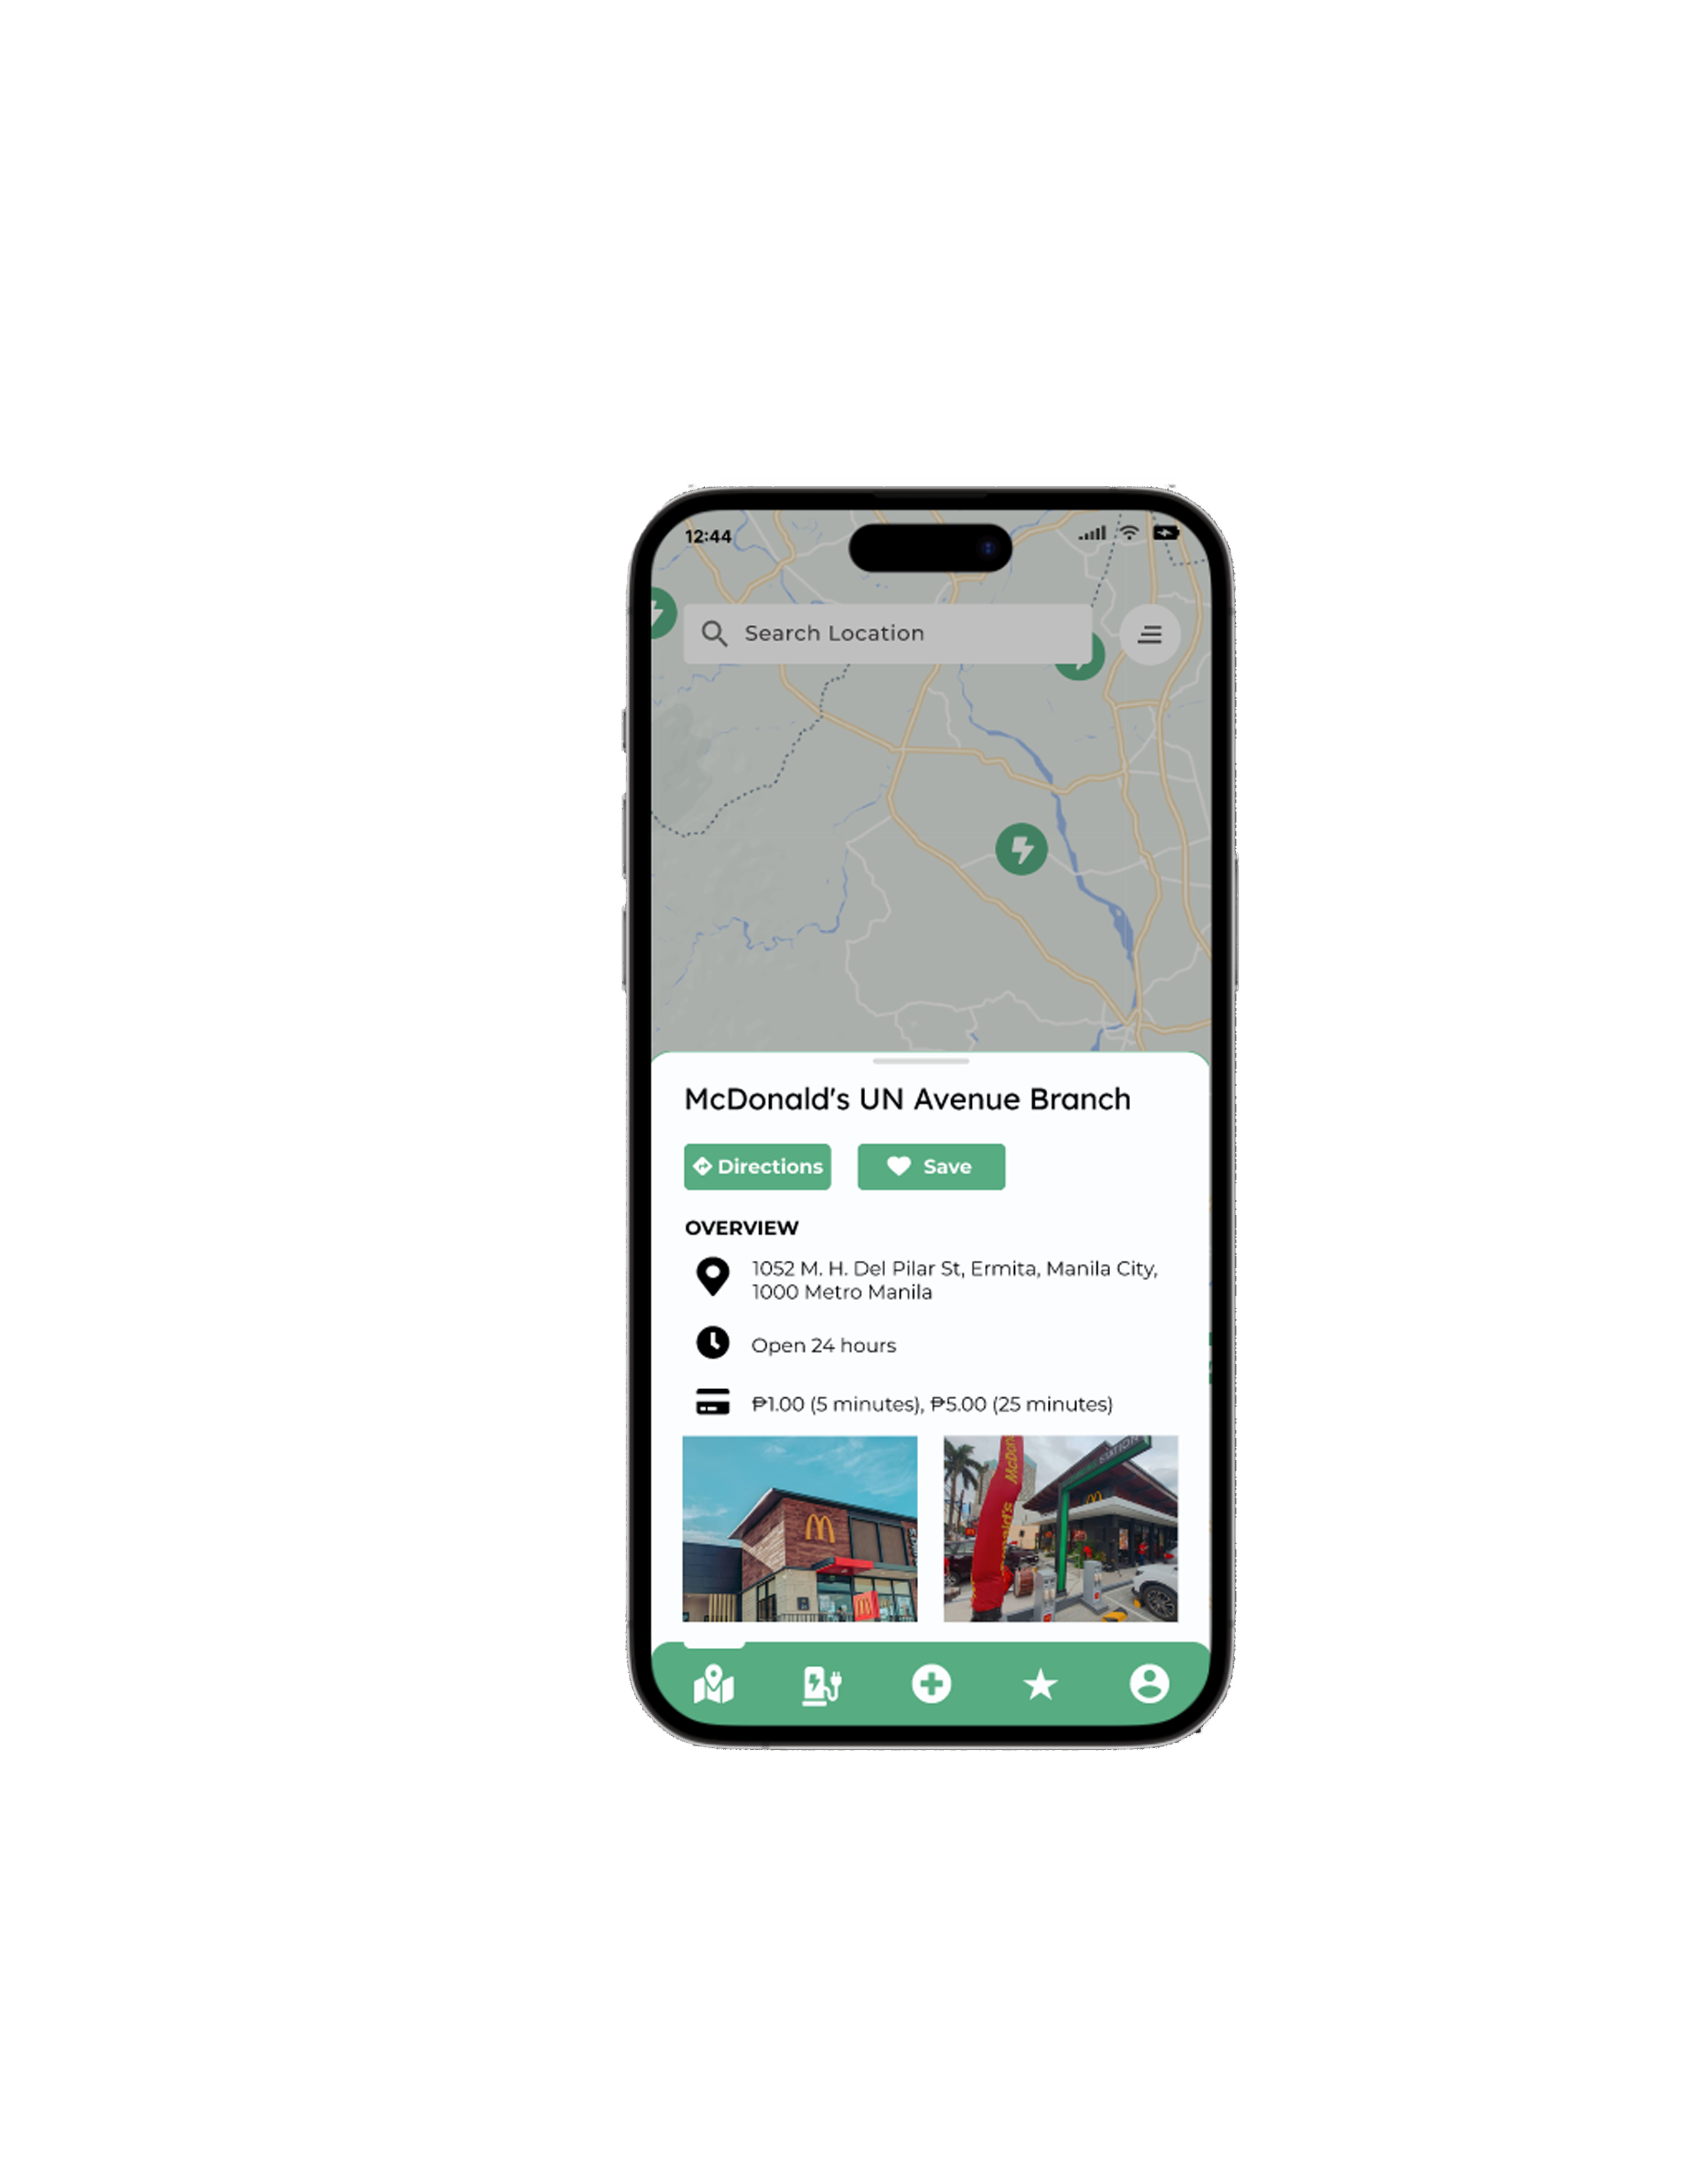 12:44
Search Location
McDonald's UN Avenue Branch
Directions
Save
OVERVIEW
1052 M. H. Del Pilar St, Ermita, Manila City,
1000 Metro Manila
Open 24 hours
₱1.00 (5 minutes), ₱5.00 (25 minutes)
STATION